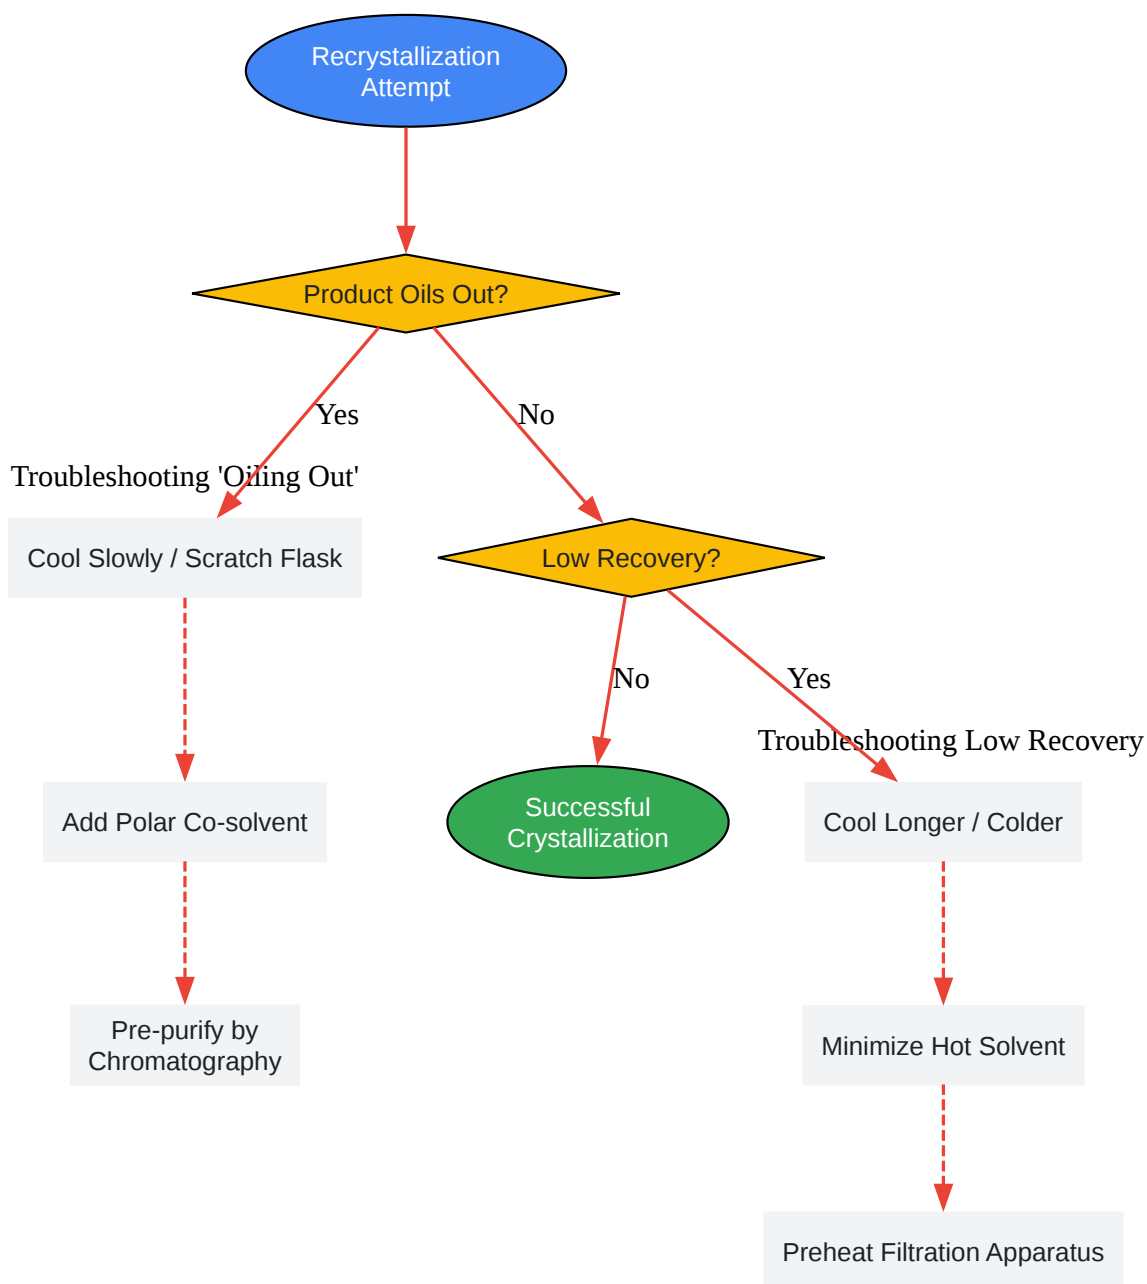 Recrystallization
Attempt
Product Oils Out?
Yes
No
Troubleshooting 'Oiling Out'
Cool Slowly / Scratch Flask
Low Recovery?
No
Yes
Troubleshooting Low Recovery
Add Polar Co-solvent
Successful
Crystallization
Cool Longer / Colder
Pre-purify by
Chromatography
Minimize Hot Solvent
Preheat Filtration Apparatus